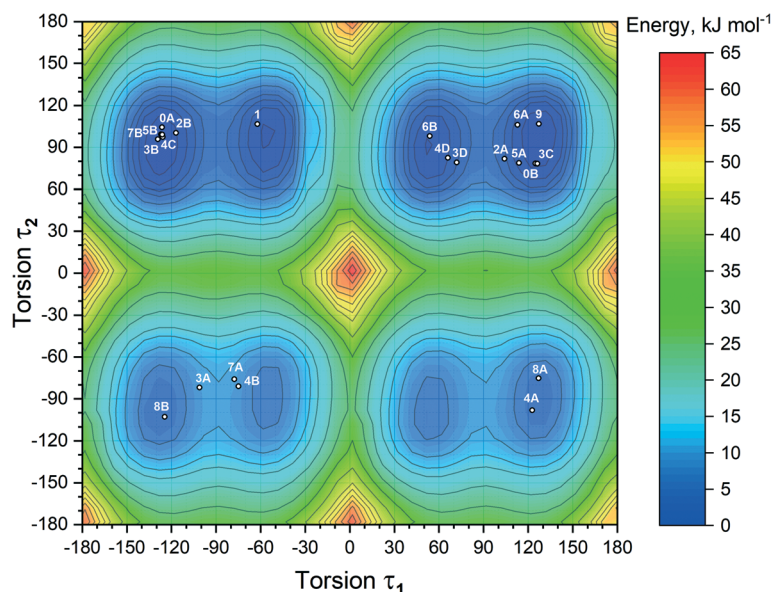 Energy, kJ mol⁻¹
180
150
120
90
60
30
0
-30
-60
-90
-120
-150
-180
Torsion τ₂
0A
7B 5B 2B
3B 4C
1
6B
4D 3D
6A 9
2A 5A 3C
0B
3A 7A 4B
8B
8A
4A
-180 -150 -120 -90 -60 -30 0 30 60 90 120 150 180
Torsion τ₁
65
60
55
50
45
40
35
30
25
20
15
10
5
0